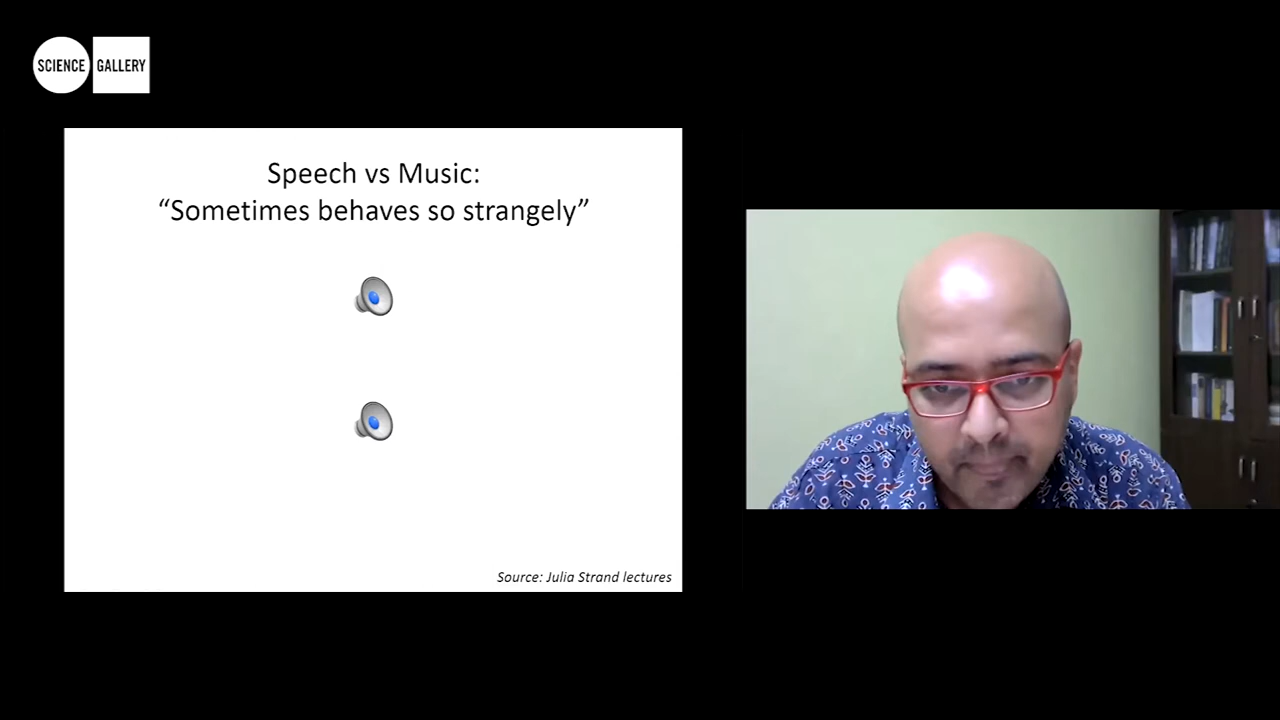 SCIENCE GALLERY
Speech vs Music:
“Sometimes behaves so strangely”
Source: Julia Strand lectures